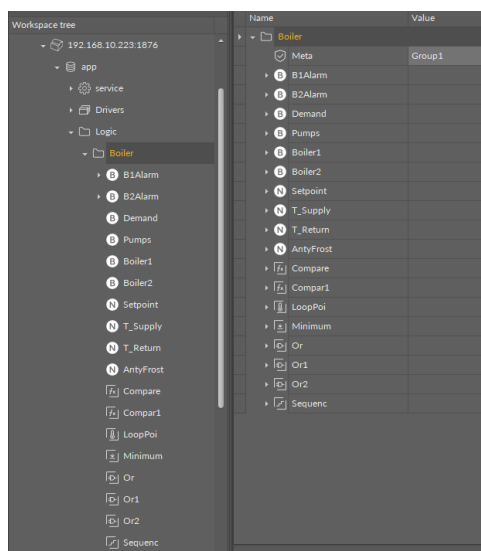 Workspace tree
192.168.10.223:1876
app
service
Drivers
Logic
Boiler
B B1Alarm
B B2Alarm
B Demand
B Pumps
B Boiler1
B Boiler2
N Setpoint
N T_Supply
N T_Return
N AntyFrost
Compare
Compar1
LoopPoi
Minimum
Or
Or1
Or2
Sequenc
Name Value
Boiler
Meta Group1
B B1Alarm
B B2Alarm
B Demand
B Pumps
B Boiler1
B Boiler2
N Setpoint
N T_Supply
N T_Return
N AntyFrost
Compare
Compar1
LoopPoi
Minimum
Or
Or1
Or2
Sequenc